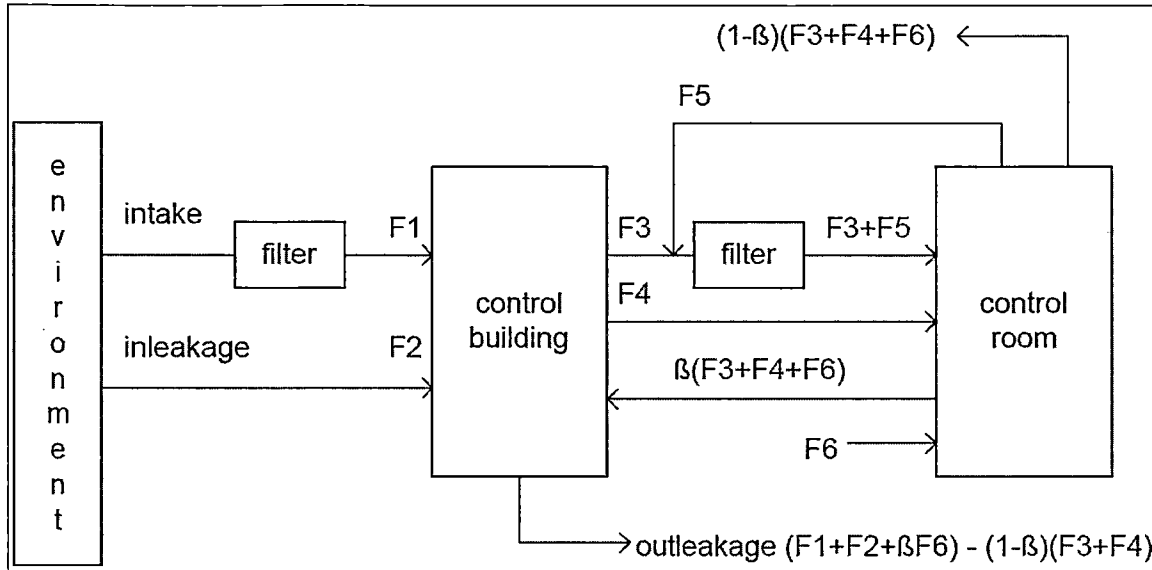 (1-ß)(F3+F4+F6)
F5
environment
intake
filter
F1
control
building
F3
filter
F3+F5
control
room
F4
inleakage
F2
ß(F3+F4+F6)
F6
outleakage (F1+F2+ßF6) - (1-ß)(F3+F4)